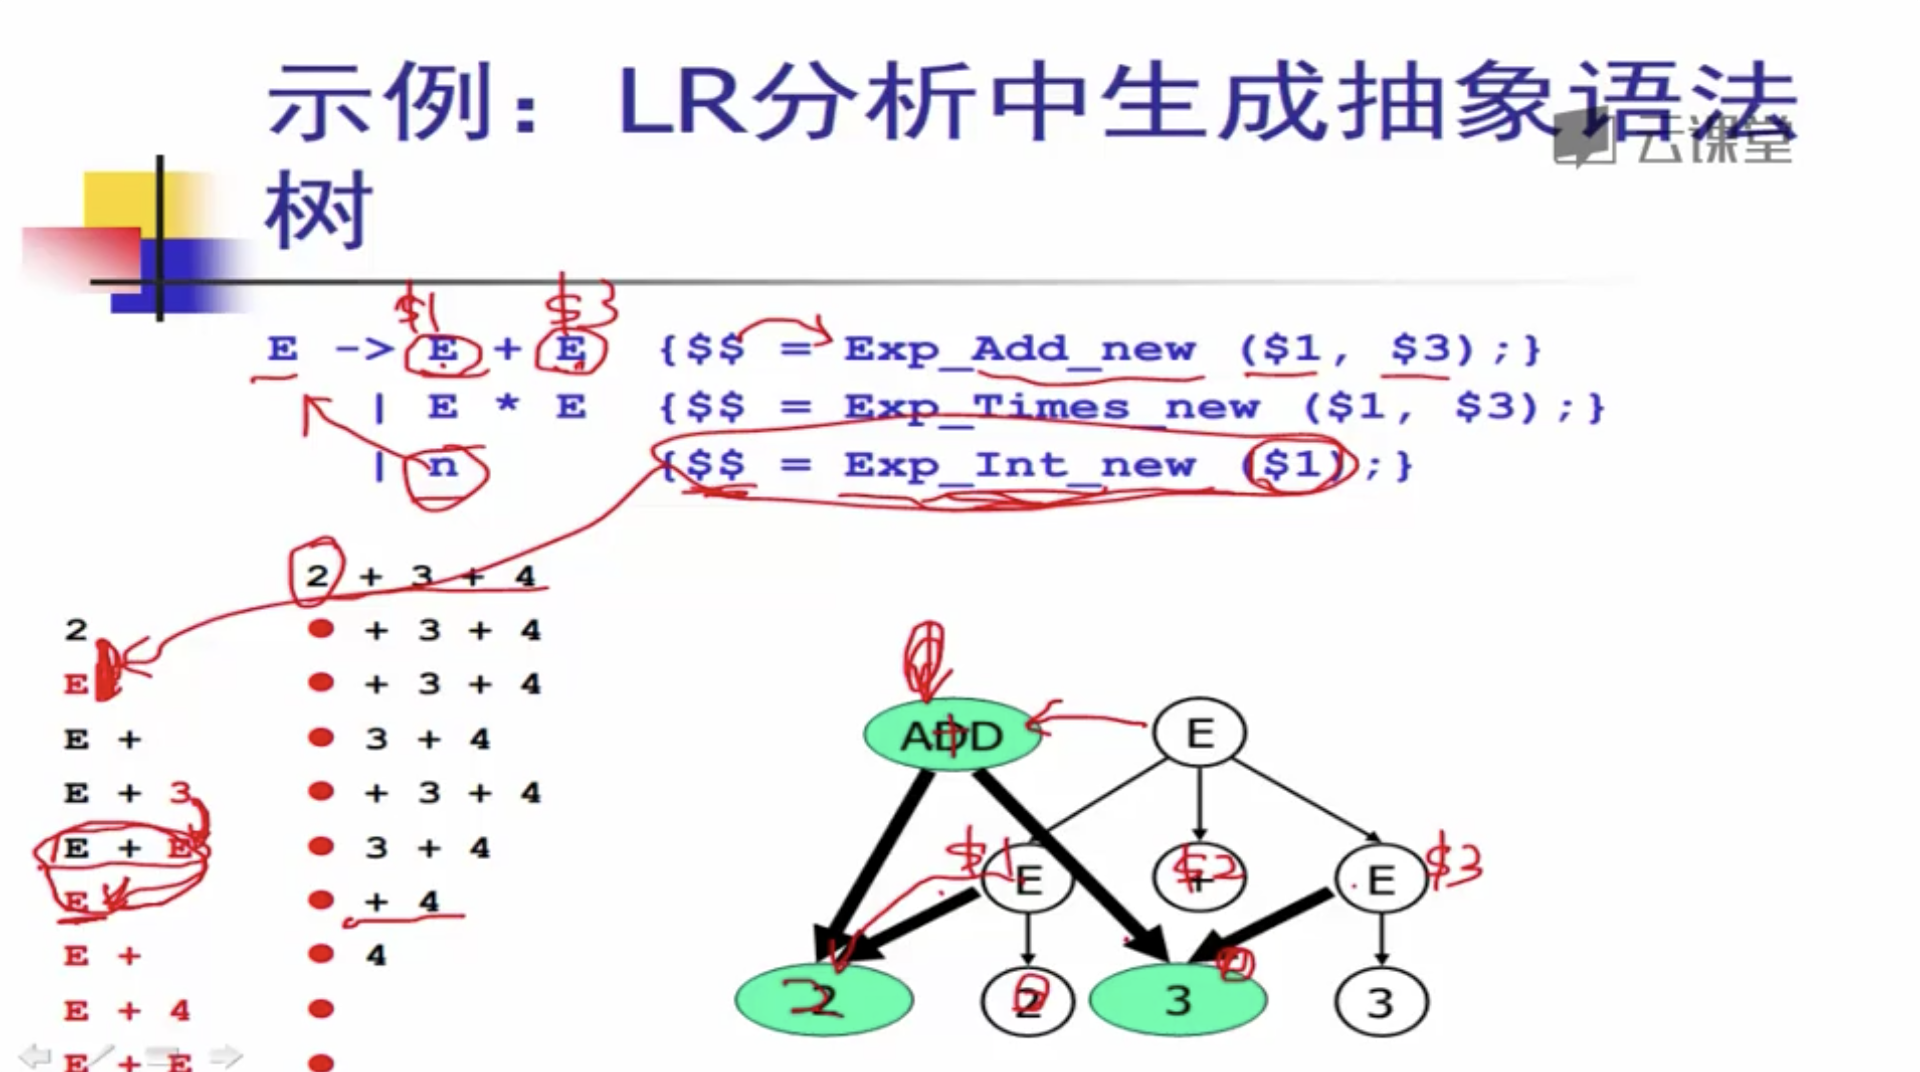 示例：LR分析中生成抽象语法
树
云课堂
$1 $3
E -> E + E {$$ = Exp_Add_new ($1, $3);}
| E * E {$$ = Exp_Times_new ($1, $3);}
| n {$$ = Exp_Int_new ($1);}
2 + 3 + 4
2 ● + 3 + 4
E ● + 3 + 4
E + ● 3 + 4
E + 3 ● + 3 + 4
E + E ● 3 + 4
E ● + 4
E + ● 4
E + 4 ●
E + E ●
ADD + E
$1 E $2 + E $3
2 2 2 3 3